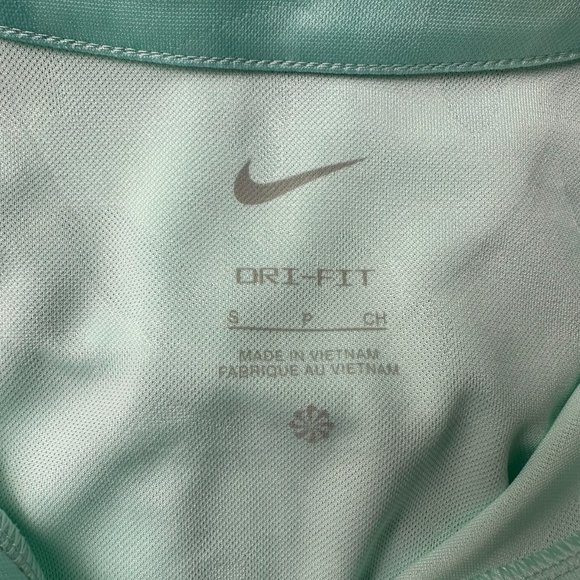 DRI-FIT
S P CH
MADE IN VIETNAM
FABRIQUE AU VIETNAM